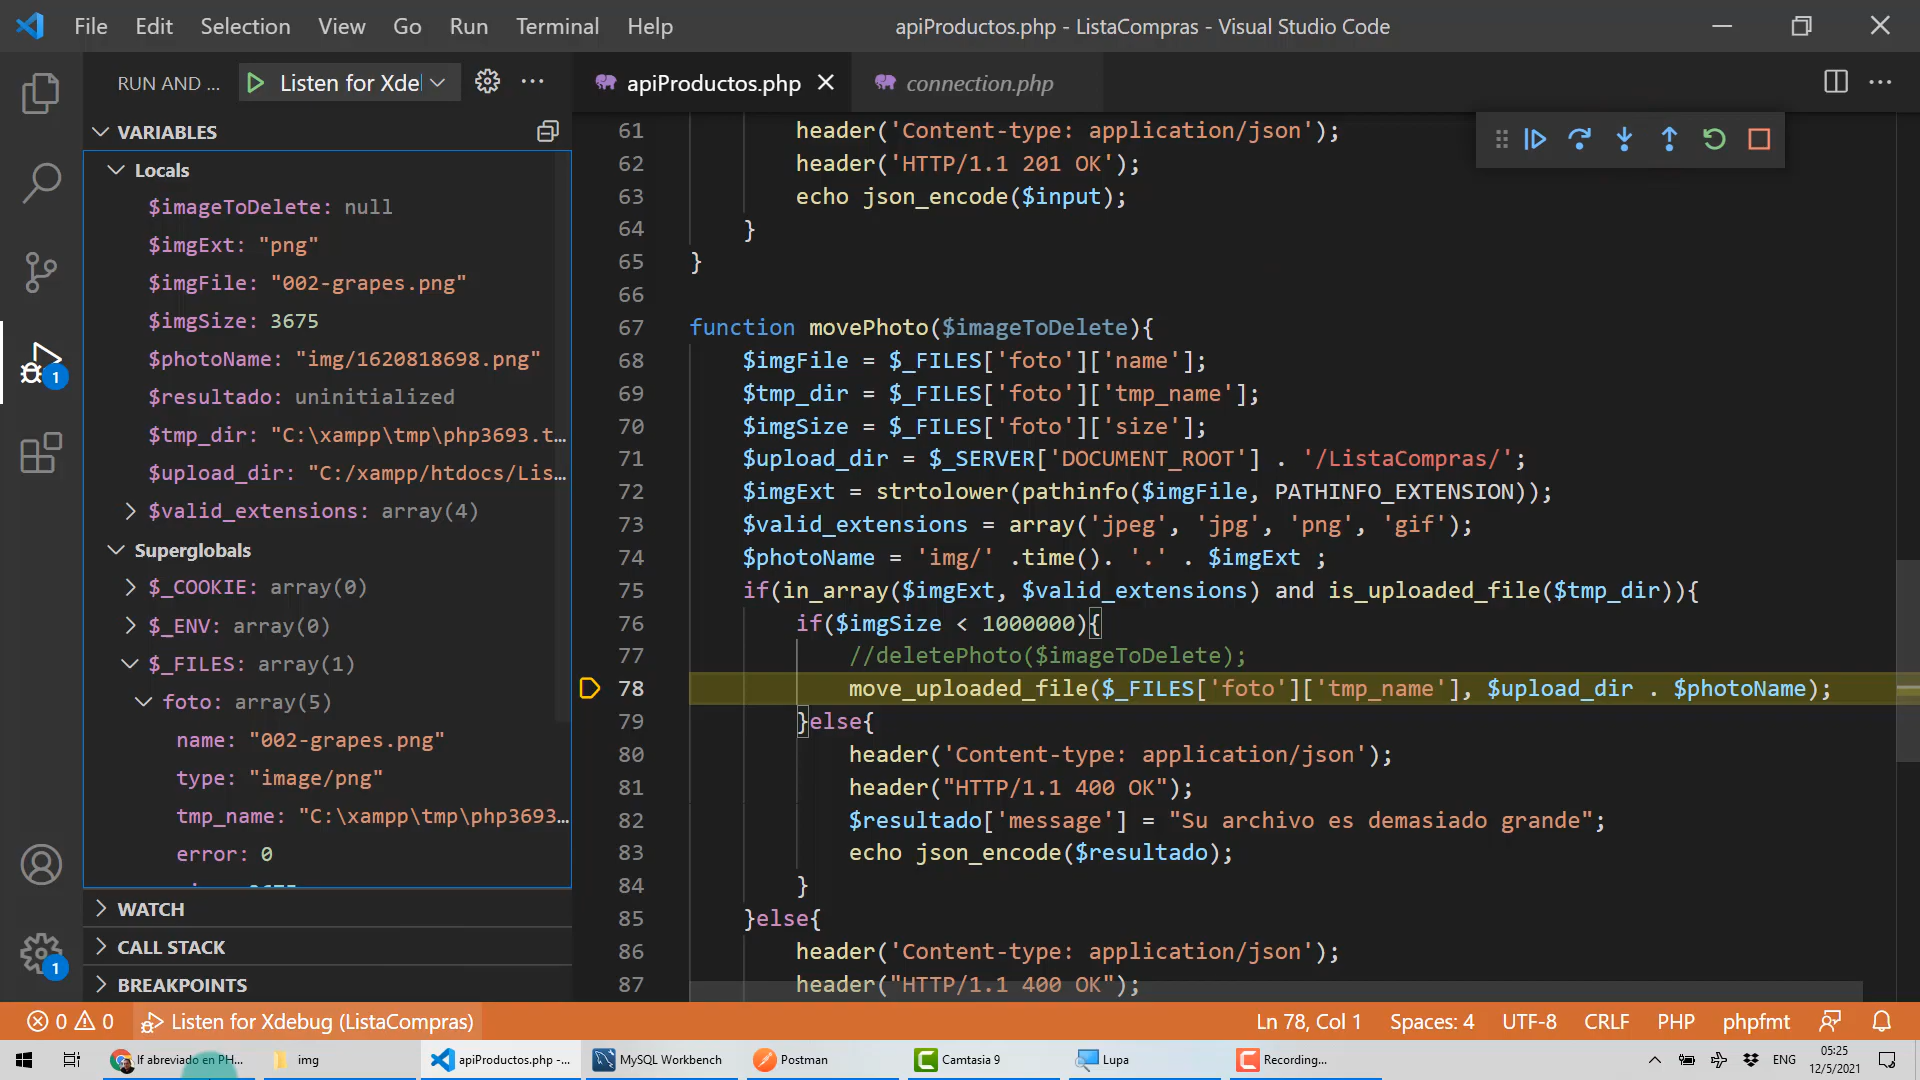 File Edit Selection View Go Run Terminal Help apiProductos.php - ListaCompras - Visual Studio Code
RUN AND ... Listen for Xde
VARIABLES
Locals
$imageToDelete: null
$imgExt: "png"
$imgFile: "002-grapes.png"
$imgSize: 3675
$photoName: "img/1620818698.png"
$resultado: uninitialized
$tmp_dir: "C:\xampp\tmp\php3693.t...
$upload_dir: "C:/xampp/htdocs/Lis...
$valid_extensions: array(4)
Superglobals
$_COOKIE: array(0)
$_ENV: array(0)
$_FILES: array(1)
foto: array(5)
name: "002-grapes.png"
type: "image/png"
tmp_name: "C:\xampp\tmp\php3693...
error: 0
WATCH
CALL STACK
BREAKPOINTS
1
1
apiProductos.php connection.php
61 header('Content-type: application/json');
62 header('HTTP/1.1 201 OK');
63 echo json_encode($input);
64 }
65 }
66
67 function movePhoto($imageToDelete){
68 $imgFile = $_FILES['foto']['name'];
69 $tmp_dir = $_FILES['foto']['tmp_name'];
70 $imgSize = $_FILES['foto']['size'];
71 $upload_dir = $_SERVER['DOCUMENT_ROOT'] . '/ListaCompras/';
72 $imgExt = strtolower(pathinfo($imgFile, PATHINFO_EXTENSION));
73 $valid_extensions = array('jpeg', 'jpg', 'png', 'gif');
74 $photoName = 'img/' .time(). '.' . $imgExt ;
75 if(in_array($imgExt, $valid_extensions) and is_uploaded_file($tmp_dir)){
76 if($imgSize < 1000000){
77 //deletePhoto($imageToDelete);
78 move_uploaded_file($_FILES['foto']['tmp_name'], $upload_dir . $photoName);
79 }else{
80 header('Content-type: application/json');
81 header("HTTP/1.1 400 OK");
82 $resultado['message'] = "Su archivo es demasiado grande";
83 echo json_encode($resultado);
84 }
85 }else{
86 header('Content-type: application/json');
87 header("HTTP/1.1 400 OK");
0 0 Listen for Xdebug (ListaCompras) Ln 78, Col 1 Spaces: 4 UTF-8 CRLF PHP phpfmt
If abreviado en PH... img apiProductos.php -... MySQL Workbench Postman Camtasia 9 Lupa Recording... ENG 05:25
12/5/2021